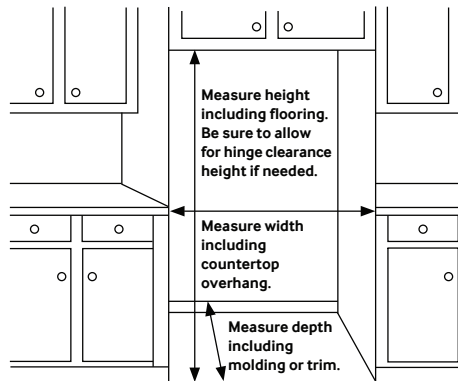 Measure height
including flooring.
Be sure to allow
for hinge clearance
height if needed.
Measure width
including
countertop
overhang.
Measure depth
including
molding or trim.